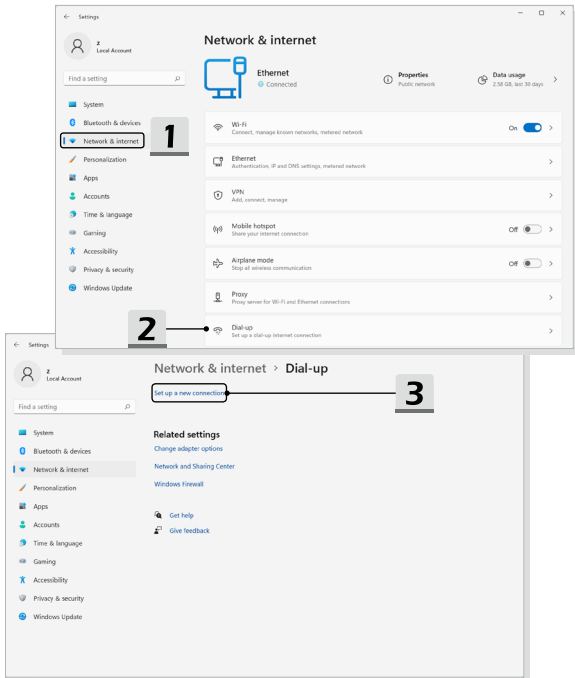 ← Settings
z
Local Account
Find a setting
System
Bluetooth & devices
Network & internet
Personalization
Apps
Accounts
Time & language
Gaming
Accessibility
Privacy & security
Windows Update
1
Network & internet
Ethernet
Connected
Properties
Public network
Data usage
2.58 GB, last 30 days
Wi-Fi
Connect, manage known networks, metered network
On
Ethernet
Authentication, IP and DNS settings, metered network
VPN
Add, connect, manage
Mobile hotspot
Share your internet connection
Off
Airplane mode
Stop all wireless communication
Off
Proxy
Proxy server for Wi-Fi and Ethernet connections
Dial-up
Set up a dial-up internet connection
2
← Settings
z
Local Account
Find a setting
System
Bluetooth & devices
Network & internet
Personalization
Apps
Accounts
Time & language
Gaming
Accessibility
Privacy & security
Windows Update
Network & internet > Dial-up
Set up a new connection
3
Related settings
Change adapter options
Network and Sharing Center
Windows Firewall
Get help
Give feedback